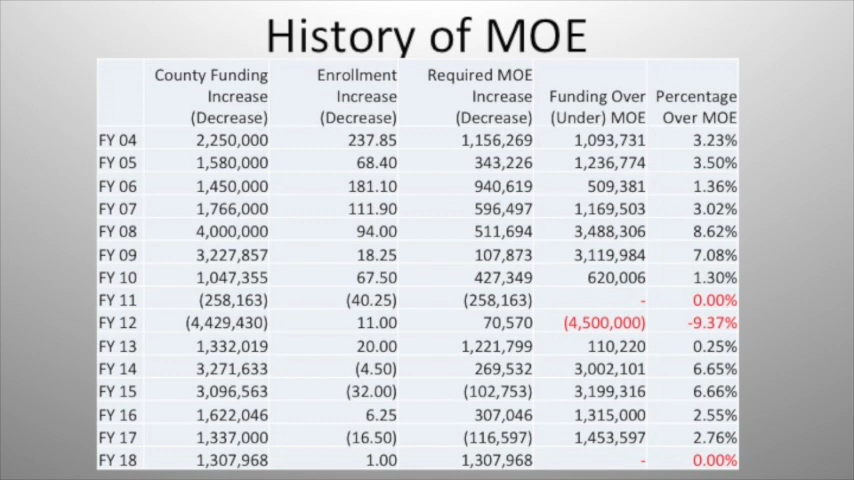 History of MOE
County Funding Increase (Decrease) Enrollment Increase (Decrease) Required MOE Increase (Decrease) Funding Over (Under) MOE Percentage Over MOE
FY 04 2,250,000 237.85 1,156,269 1,093,731 3.23%
FY 05 1,580,000 68.40 343,226 1,236,774 3.50%
FY 06 1,450,000 181.10 940,619 509,381 1.36%
FY 07 1,766,000 111.90 596,497 1,169,503 3.02%
FY 08 4,000,000 94.00 511,694 3,488,306 8.62%
FY 09 3,227,857 18.25 107,873 3,119,984 7.08%
FY 10 1,047,355 67.50 427,349 620,006 1.30%
FY 11 (258,163) (40.25) (258,163) - 0.00%
FY 12 (4,429,430) 11.00 70,570 (4,500,000) -9.37%
FY 13 1,332,019 20.00 1,221,799 110,220 0.25%
FY 14 3,271,633 (4.50) 269,532 3,002,101 6.65%
FY 15 3,096,563 (32.00) (102,753) 3,199,316 6.66%
FY 16 1,622,046 6.25 307,046 1,315,000 2.55%
FY 17 1,337,000 (16.50) (116,597) 1,453,597 2.76%
FY 18 1,307,968 1.00 1,307,968 - 0.00%